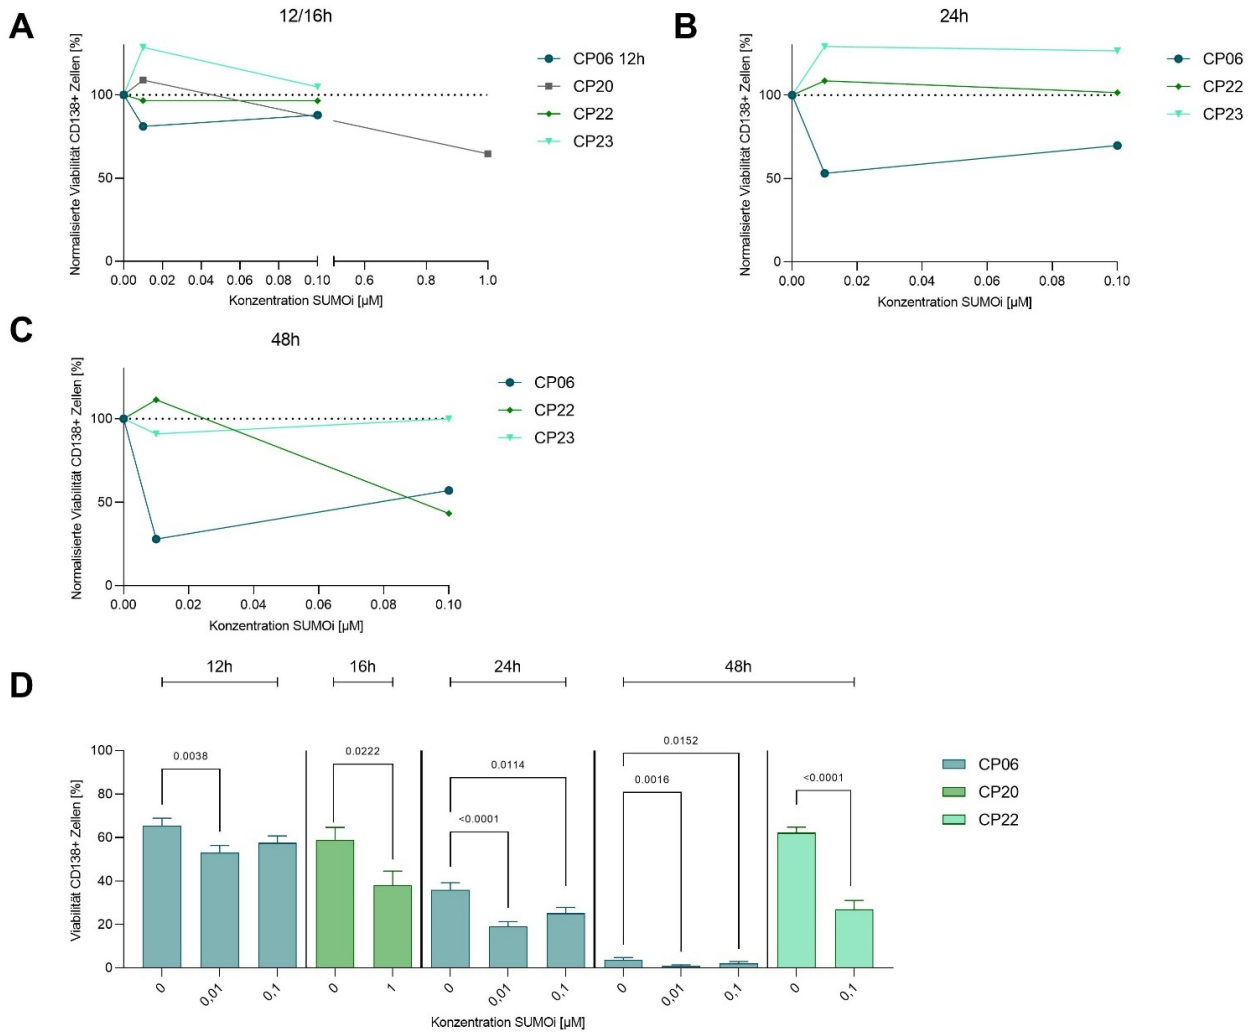 A
12/16h
Normalisierte Viabilität CD138+ Zellen [%]
100
50
0
0.00 0.02 0.04 0.06 0.08 0.10 0.6 0.8 1.0
Konzentration SUMOi [µM]
CP06 12h
CP20
CP22
CP23
B
24h
Normalisierte Viabilität CD138+ Zellen [%]
100
50
0
0.00 0.02 0.04 0.06 0.08 0.10
Konzentration SUMOi [µM]
CP06
CP22
CP23
C
48h
Normalisierte Viabilität CD138+ Zellen [%]
100
50
0
0.00 0.02 0.04 0.06 0.08 0.10
Konzentration SUMOi [µM]
CP06
CP22
CP23
D
12h 16h 24h 48h
Viabilität CD138+ Zellen [%]
100
80
60
40
20
0
0.0038
0.0222
0.0114
<0.0001
0.0152
0.0016
<0.0001
0 0,01 0,1 0 1 0 0,01 0,1 0 0,01 0,1 0 0,1
Konzentration SUMOi [µM]
CP06
CP20
CP22